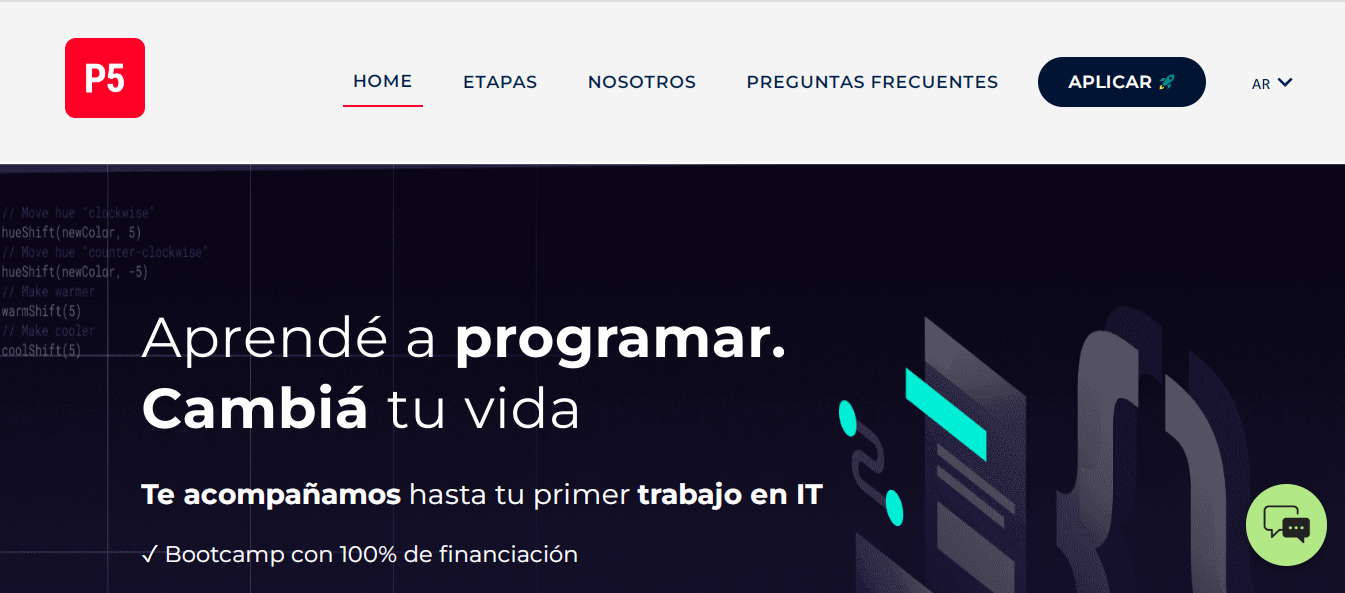 P5
HOME
ETAPAS
NOSOTROS
PREGUNTAS FRECUENTES
APLICAR
AR
// Move hue "clockwise"
hueShift(newColor, 5)
// Move hue "counter-clockwise"
hueShift(newColor, -5)
// Make warmer
warmShift(5)
// Make cooler
coolShift(5)
Aprendé a programar.
Cambiá tu vida
Te acompañamos hasta tu primer trabajo en IT
✓ Bootcamp con 100% de financiación